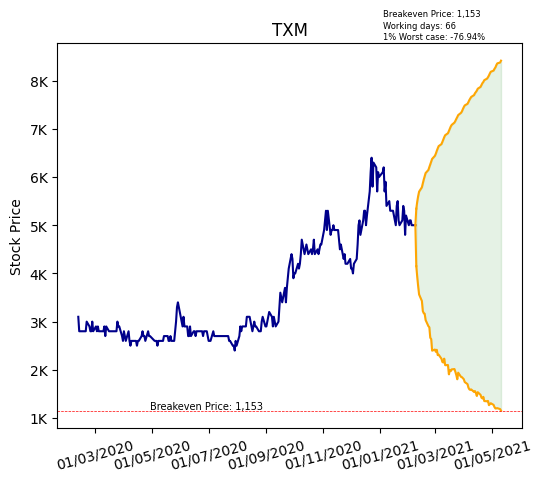 Breakeven Price: 1,153
Working days: 66
1% Worst case: -76.94%
TXM
Stock Price
8K
7K
6K
5K
4K
3K
2K
1K
Breakeven Price: 1,153
01/03/2020
01/05/2020
01/07/2020
01/09/2020
01/11/2020
01/01/2021
01/03/2021
01/05/2021